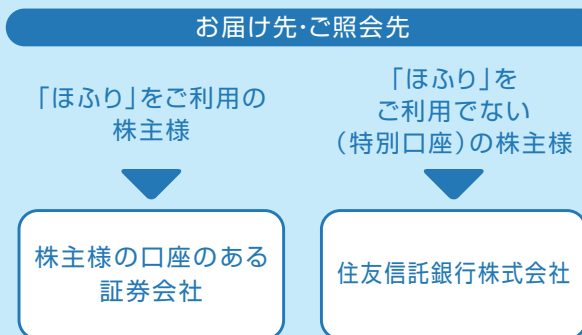 お届け先・ご照会先
「ほふり」をご利用の
株主様
「ほふり」を
ご利用でない
(特別口座)の株主様
株主様の口座のある
証券会社
住友信託銀行株式会社